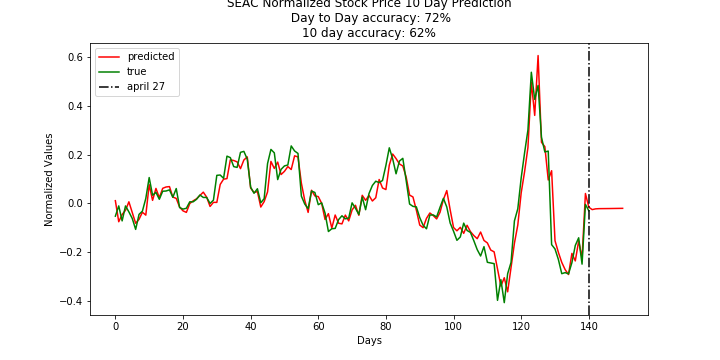 SEAC Normalized Stock Price 10 Day Prediction
Day to Day accuracy: 72%
10 day accuracy: 62%
predicted
true
april 27
Normalized Values
0.6
0.4
0.2
0.0
−0.2
−0.4
0
20
40
60
80
100
120
140
Days